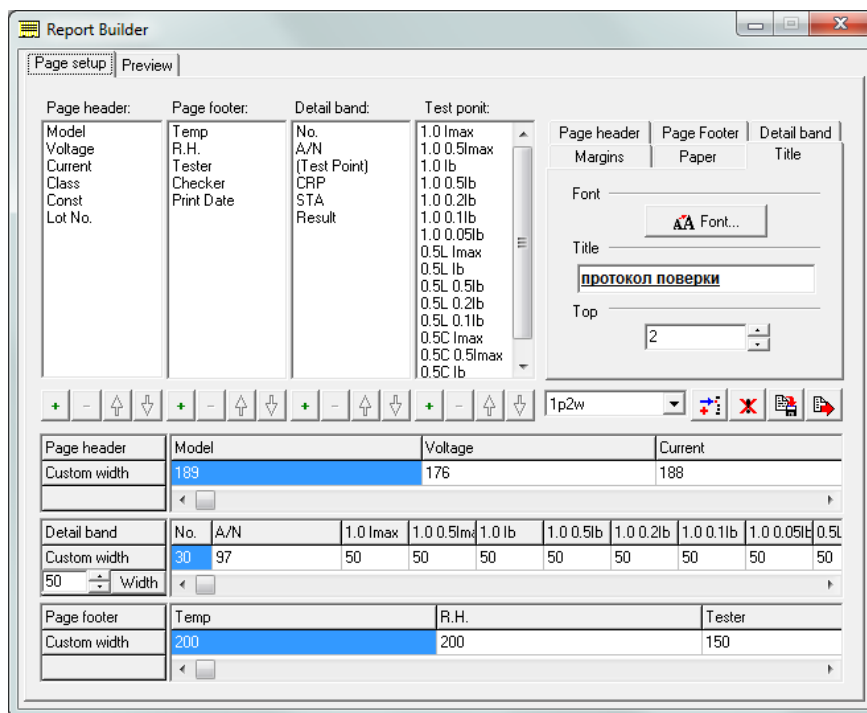 Report Builder
Page setup Preview
Page header: Page footer: Detail band: Test ponit:
Model
Voltage
Current
Class
Const
Lot No.
Temp
R.H.
Tester
Checker
Print Date
No.
A/N
(Test Point)
CRP
STA
Result
1.0 Imax
1.0 0.5Imax
1.0 Ib
1.0 0.5Ib
1.0 0.2Ib
1.0 0.1Ib
1.0 0.05Ib
0.5L Imax
0.5L Ib
0.5L 0.5Ib
0.5L 0.2Ib
0.5L 0.1Ib
0.5C Imax
0.5C 0.5Imax
0.5C Ib
Page header Page Footer Detail band
Margins Paper Title
Font
Font...
Title
протокол поверки
Top
2
1p2w
Page header Model Voltage Current
Custom width 189 176 188
Detail band No. A/N 1.0 Imax 1.0 0.5Ima 1.0 Ib 1.0 0.5Ib 1.0 0.2Ib 1.0 0.1Ib 1.0 0.05Ib 0.5L
Custom width 30 97 50 50 50 50 50 50 50 50
50 Width
Page footer Temp R.H. Tester
Custom width 200 200 150